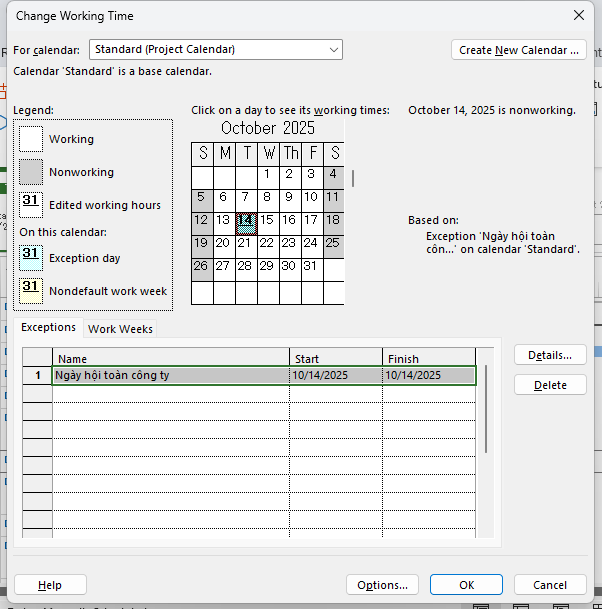 Change Working Time
For calendar: Standard (Project Calendar)
Create New Calendar ...
Calendar 'Standard' is a base calendar.
Legend:
Working
Nonworking
31 Edited working hours
On this calendar:
31 Exception day
31 Nondefault work week
Click on a day to see its working times:
October 2025
S M T W Th F S
1 2 3 4
5 6 7 8 9 10 11
12 13 14 15 16 17 18
19 20 21 22 23 24 25
26 27 28 29 30 31
October 14, 2025 is nonworking.
Based on:
Exception 'Ngày hội toàn
côn...' on calendar 'Standard'.
Exceptions Work Weeks
Name Start Finish
1 Ngày hội toàn công ty 10/14/2025 10/14/2025
Details...
Delete
Help Options... OK Cancel